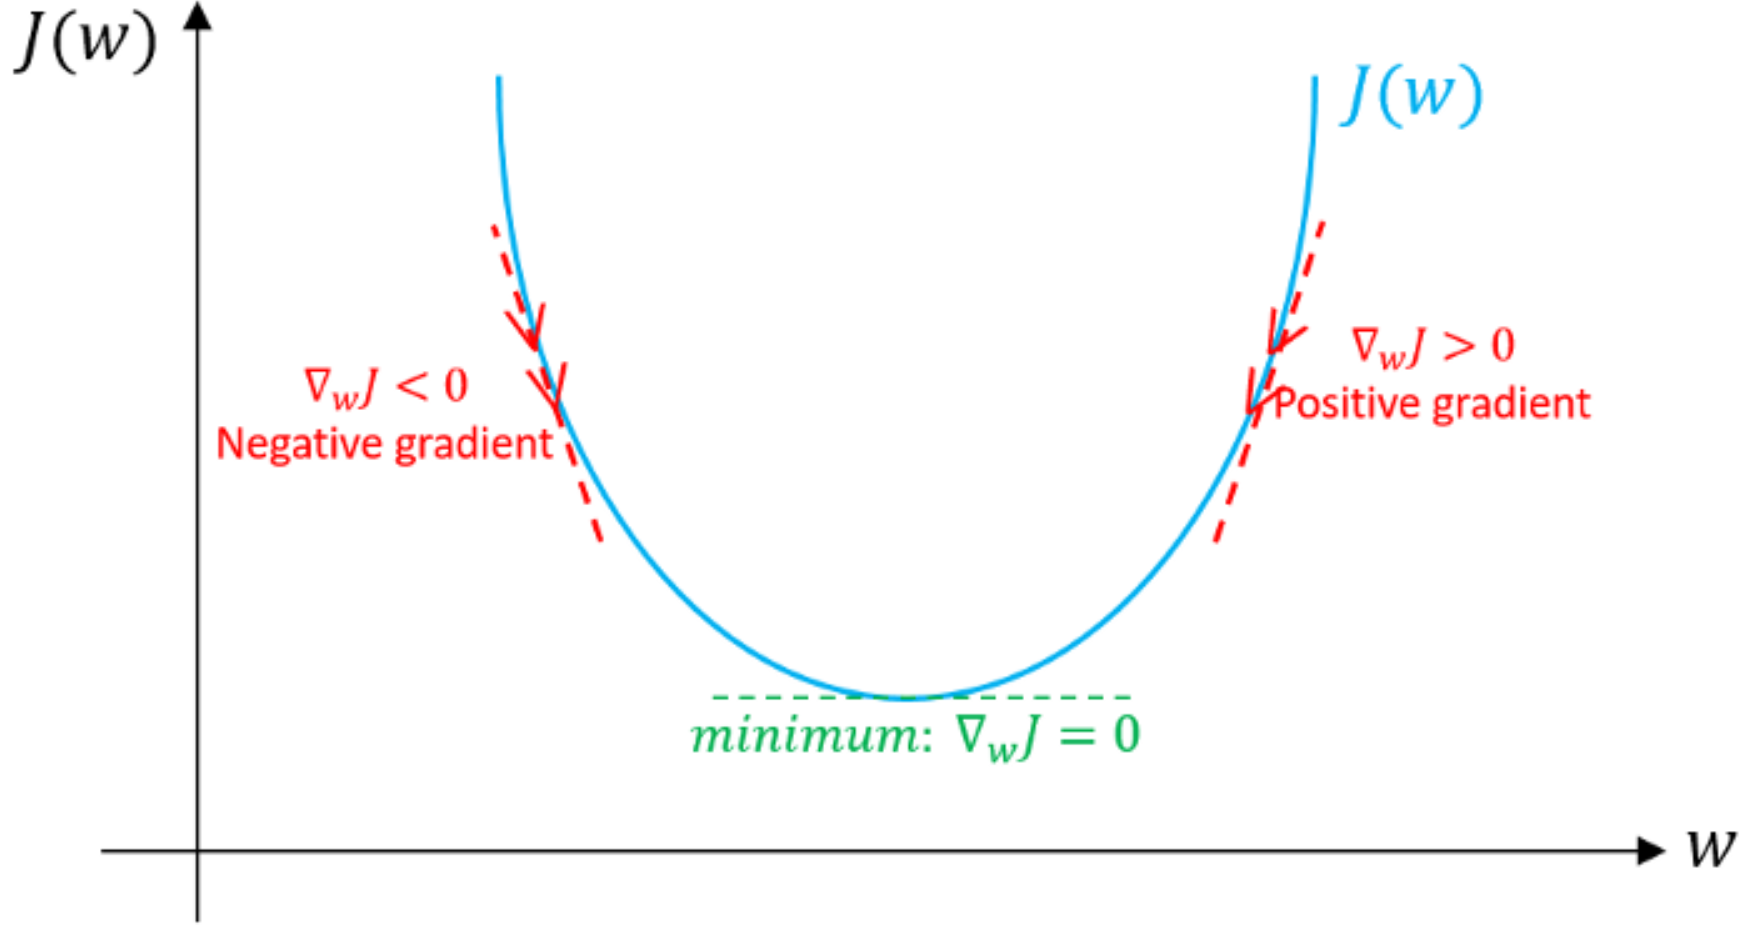 J(w)
J(w)
∇wJ < 0
Negative gradient
∇wJ > 0
Positive gradient
minimum: ∇wJ = 0
w